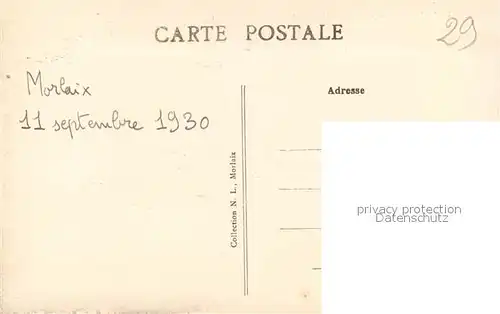 CARTE POSTALE
29
Morlaix
11 septembre 1930
Adresse
Collection N. L., Morlaix
privacy protection
Datenschutz